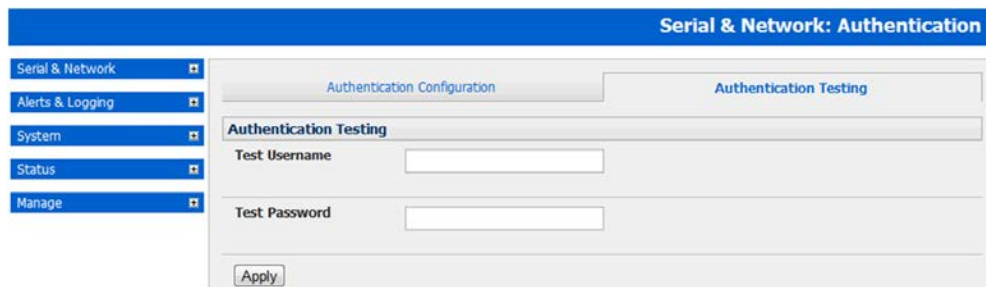 Serial & Network: Authentication
Serial & Network
Alerts & Logging
System
Status
Manage
Authentication Configuration
Authentication Testing
Authentication Testing
Test Username
Test Password
Apply